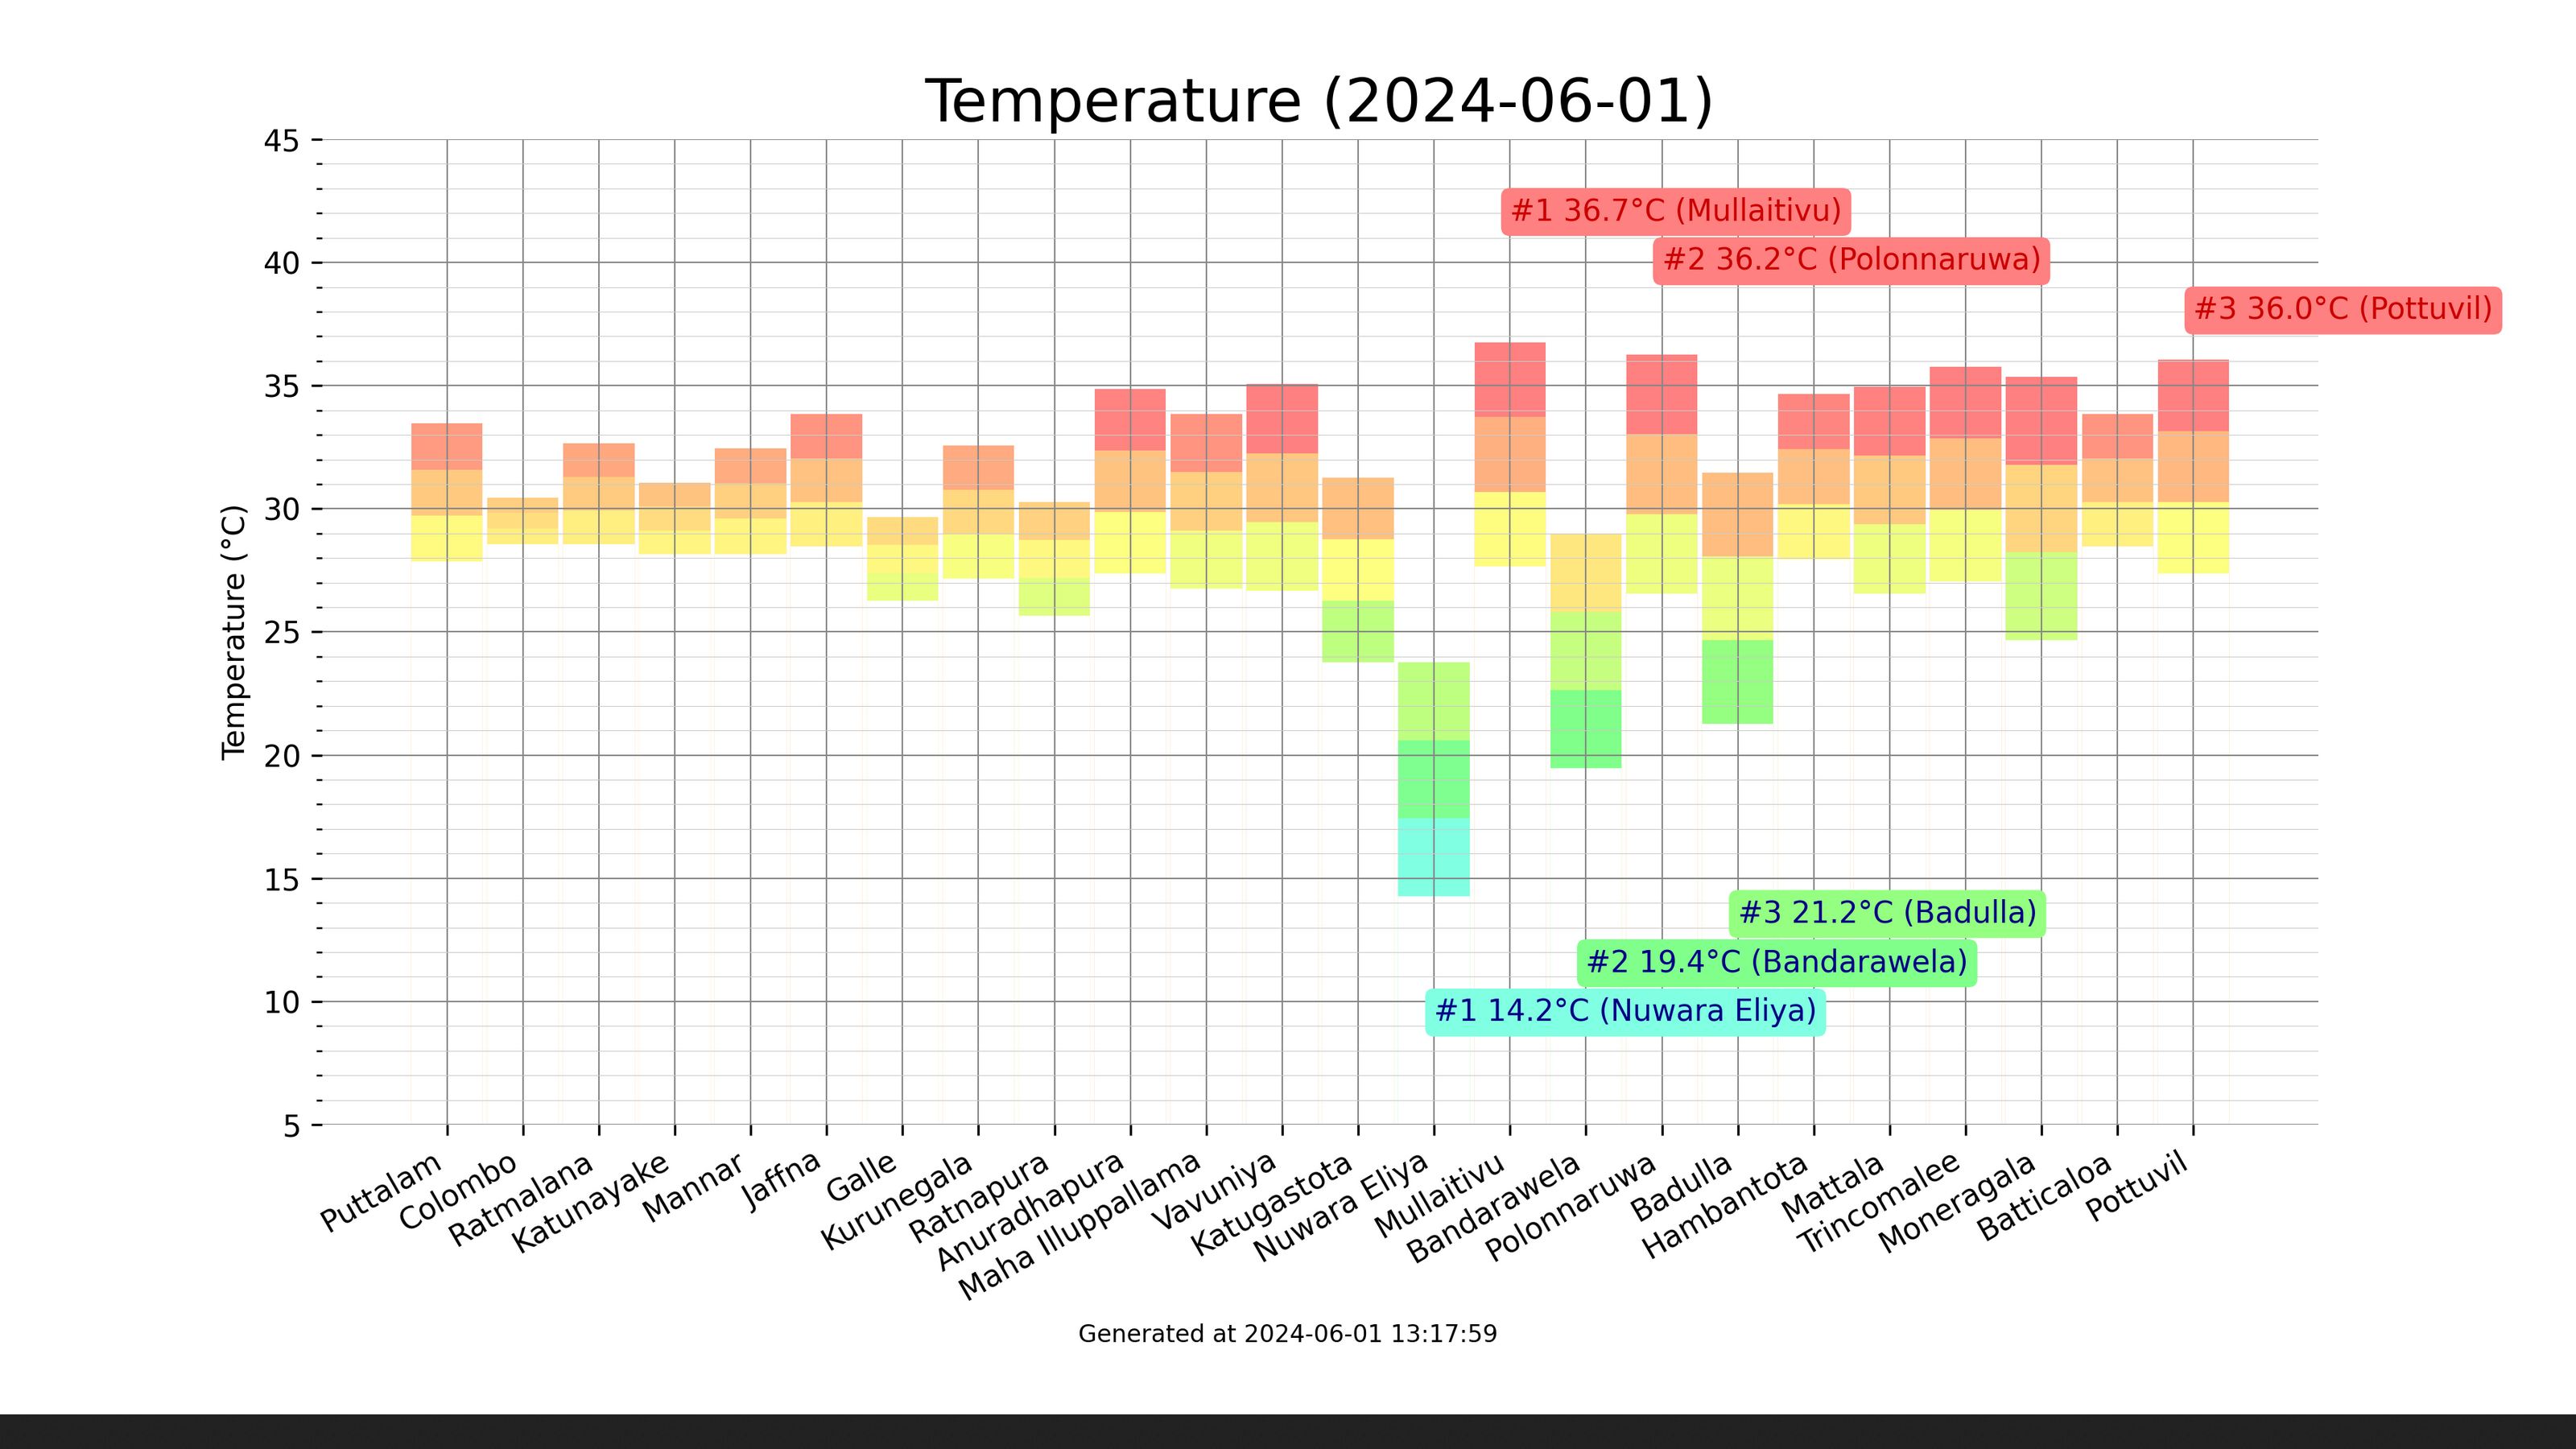 Temperature (2024-06-01)
Temperature (°C)
45
40
35
30
25
20
15
10
5
#1 36.7°C (Mullaitivu)
#2 36.2°C (Polonnaruwa)
#3 36.0°C (Pottuvil)
#3 21.2°C (Badulla)
#2 19.4°C (Bandarawela)
#1 14.2°C (Nuwara Eliya)
Puttalam
Colombo
Ratmalana
Katunayake
Mannar
Jaffna
Galle
Kurunegala
Ratnapura
Anuradhapura
Maha Illuppallama
Vavuniya
Katugastota
Nuwara Eliya
Mullaitivu
Bandarawela
Polonnaruwa
Badulla
Hambantota
Mattala
Trincomalee
Moneragala
Batticaloa
Pottuvil
Generated at 2024-06-01 13:17:59